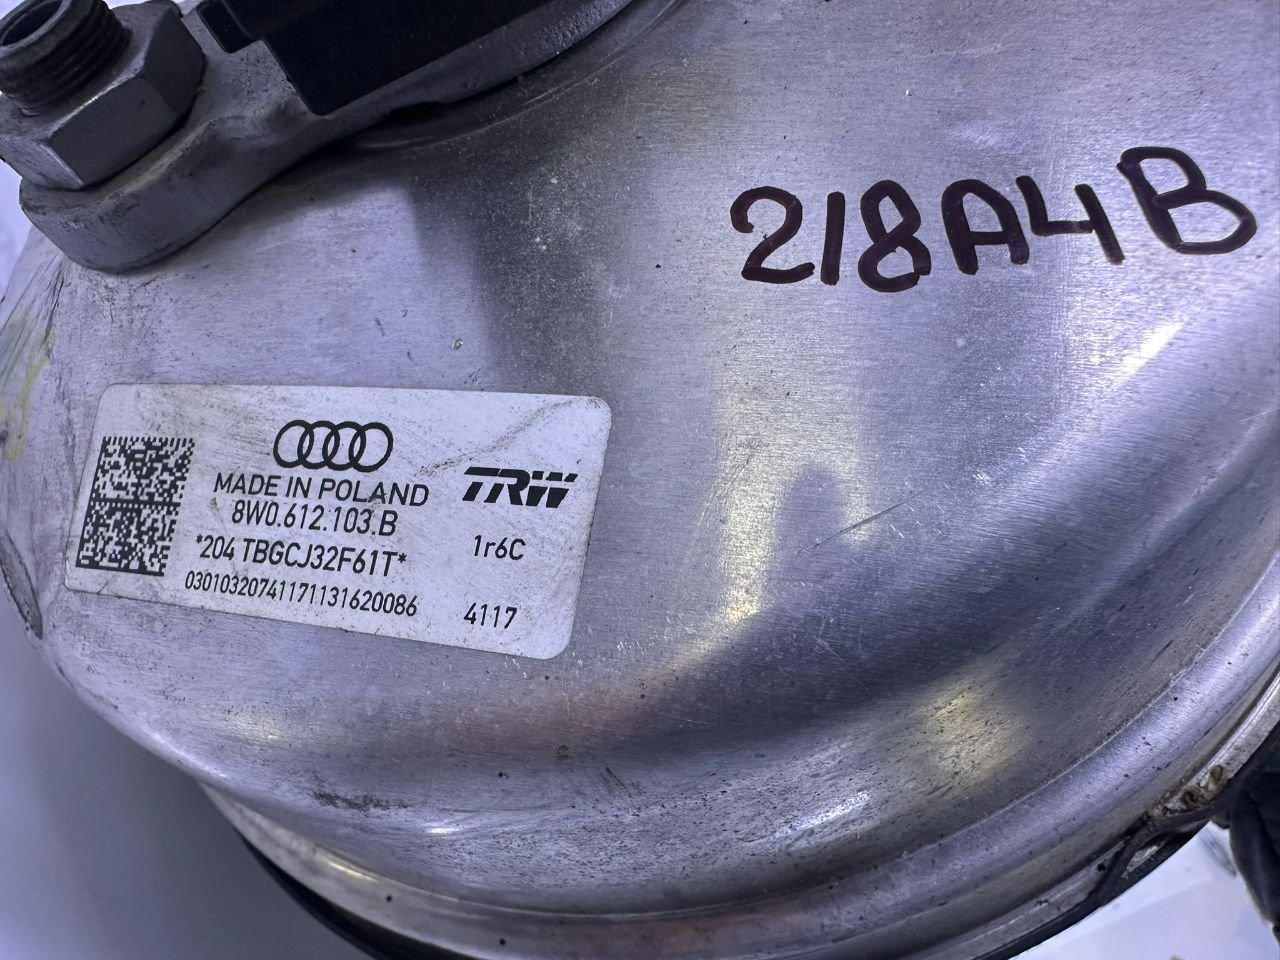 218A4B
MADE IN POLAND
TRW
8W0.612.103.B
*204 TBGCJ32F61T*
1r6C
03010320741171131620086
4117